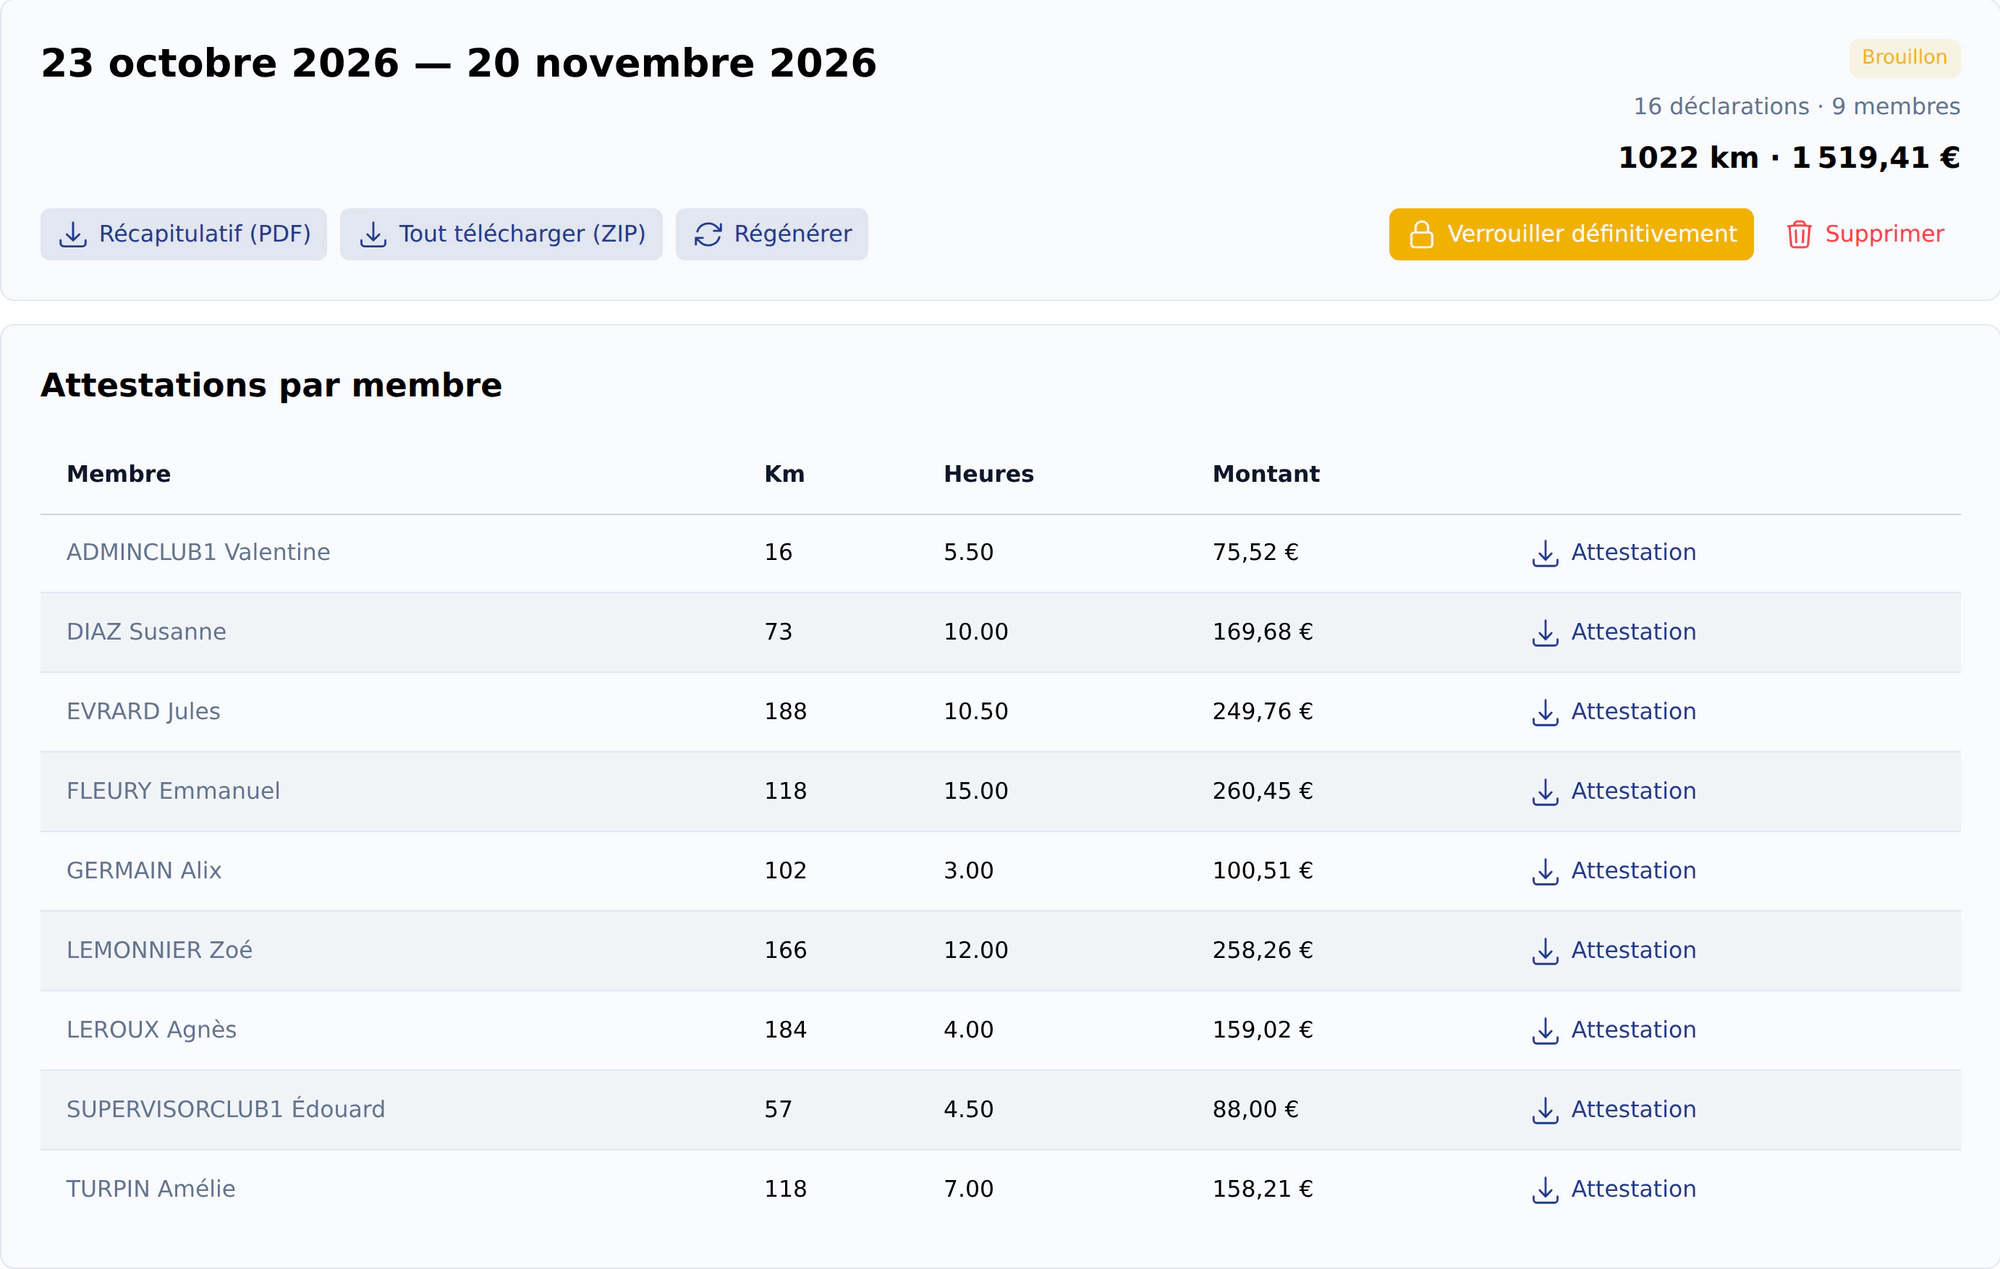 23 octobre 2026 — 20 novembre 2026
Brouillon
16 déclarations · 9 membres
1022 km · 1 519,41 €
Récapitulatif (PDF) Tout télécharger (ZIP) Régénérer Verrouiller définitivement Supprimer
Attestations par membre
Membre Km Heures Montant
ADMINCLUB1 Valentine 16 5.50 75,52 € Attestation
DIAZ Susanne 73 10.00 169,68 € Attestation
EVRARD Jules 188 10.50 249,76 € Attestation
FLEURY Emmanuel 118 15.00 260,45 € Attestation
GERMAIN Alix 102 3.00 100,51 € Attestation
LEMONNIER Zoé 166 12.00 258,26 € Attestation
LEROUX Agnès 184 4.00 159,02 € Attestation
SUPERVISORCLUB1 Édouard 57 4.50 88,00 € Attestation
TURPIN Amélie 118 7.00 158,21 € Attestation